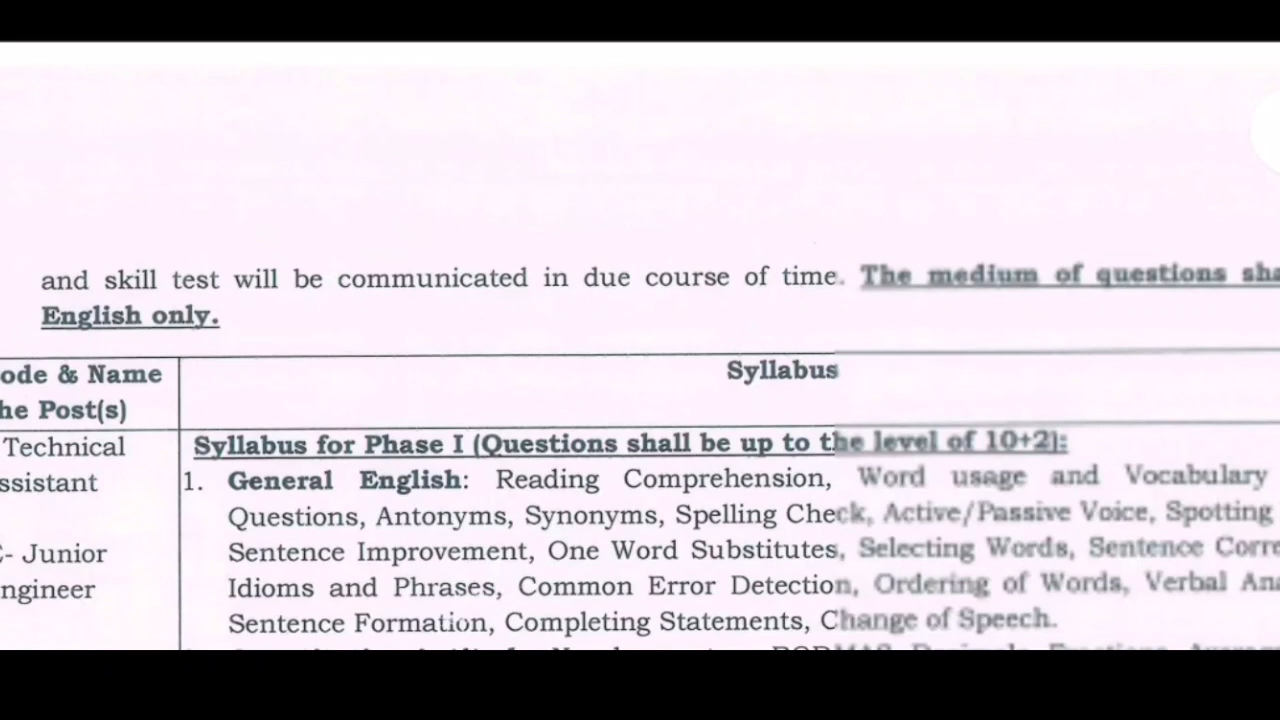 and skill test will be communicated in due course of time. The medium of questions
English only.
ode & Name
he Post(s)
Syllabus
Technical
ssistant
- Junior
ngineer
Syllabus for Phase I (Questions shall be up to the level of 10+2):
1. General English: Reading Comprehension, Word usage and Vocabulary
Questions, Antonyms, Synonyms, Spelling Check, Active/Passive Voice, Spotting
Sentence Improvement, One Word Substitutes, Selecting Words, Sentence
Idioms and Phrases, Common Error Detection, Ordering of Words, Verbal
Sentence Formation, Completing Statements, Change of Speech.